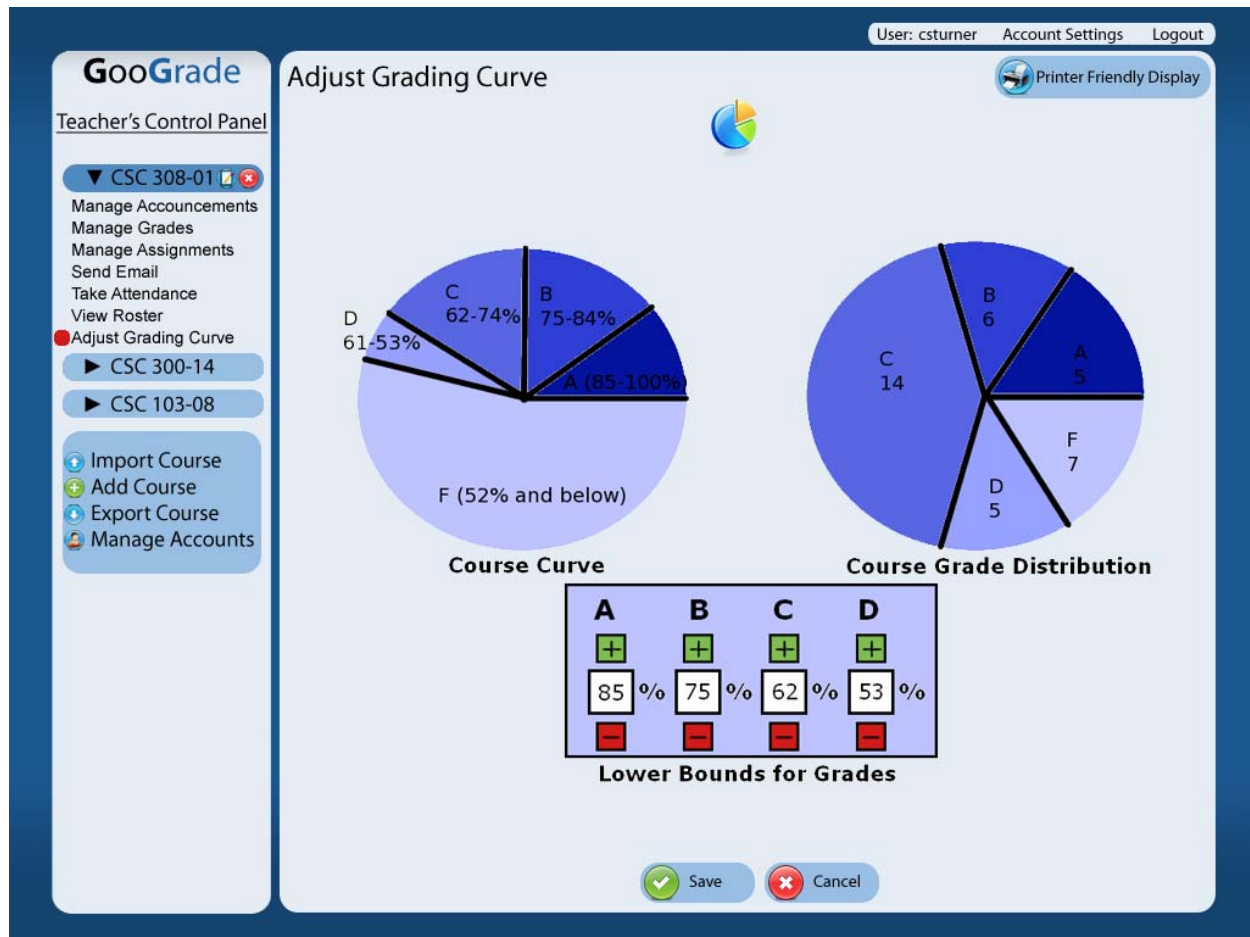 User: csturner Account Settings Logout
GooGrade
Teacher's Control Panel
▼ CSC 308-01
Manage Accouncements
Manage Grades
Manage Assignments
Send Email
Take Attendance
View Roster
Adjust Grading Curve
► CSC 300-14
► CSC 103-08
Import Course
Add Course
Export Course
Manage Accounts
Adjust Grading Curve
Printer Friendly Display
C
62-74%
B
75-84%
D
61-53%
A (85-100%)
F (52% and below)
Course Curve
B
6
A
5
C
14
F
7
D
5
Course Grade Distribution
A B C D
+ + + +
85 % 75 % 62 % 53 %
− − − −
Lower Bounds for Grades
Save Cancel